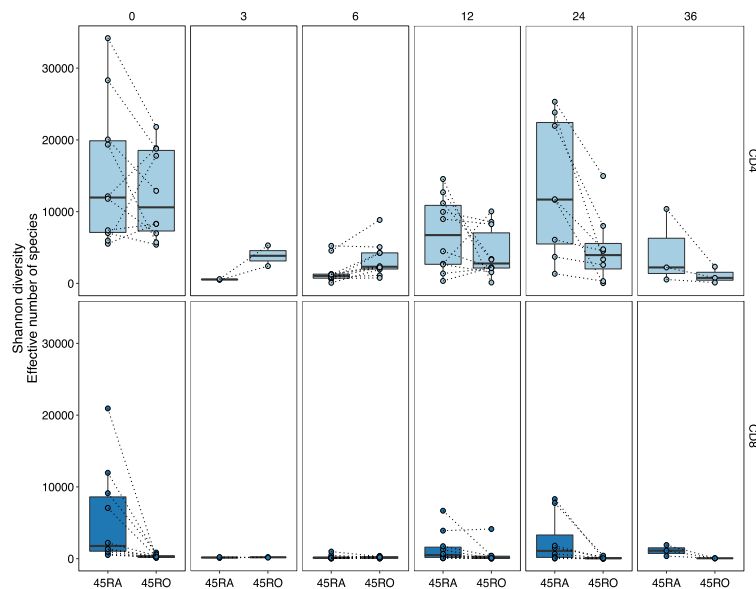 0 3 6 12 24 36
Shannon diversity
Effective number of species
30000
20000
10000
0
CD4
30000
20000
10000
0
CD8
45RA 45RO 45RA 45RO 45RA 45RO 45RA 45RO 45RA 45RO 45RA 45RO